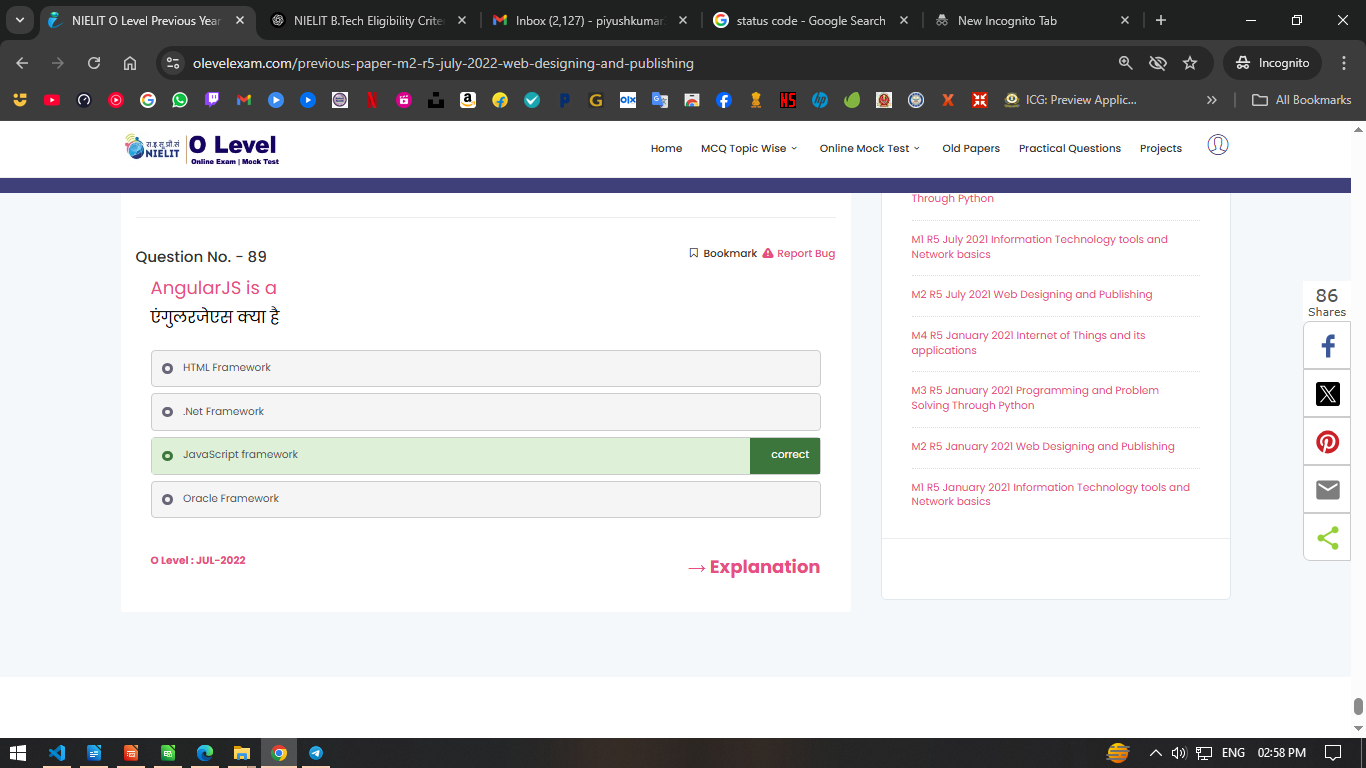 NIELIT O Level Previous Year
NIELIT B.Tech Eligibility Crite
Inbox (2,127) - piyushkumar
status code - Google Search
New Incognito Tab
olevelexam.com/previous-paper-m2-r5-july-2022-web-designing-and-publishing
Incognito
ICG: Preview Applic...
All Bookmarks
रा.इ.सू.प्रौ.सं
NIELIT
O Level
Online Exam | Mock Test
Home
MCQ Topic Wise
Online Mock Test
Old Papers
Practical Questions
Projects
Question No. - 89
Bookmark
Report Bug
AngularJS is a
एंगुलरजेएस क्या है
HTML Framework
.Net Framework
JavaScript framework
correct
Oracle Framework
O Level : JUL-2022
→ Explanation
Through Python
M1 R5 July 2021 Information Technology tools and
Network basics
M2 R5 July 2021 Web Designing and Publishing
M4 R5 January 2021 Internet of Things and its
applications
M3 R5 January 2021 Programming and Problem
Solving Through Python
M2 R5 January 2021 Web Designing and Publishing
M1 R5 January 2021 Information Technology tools and
Network basics
86
Shares
ENG
02:58 PM